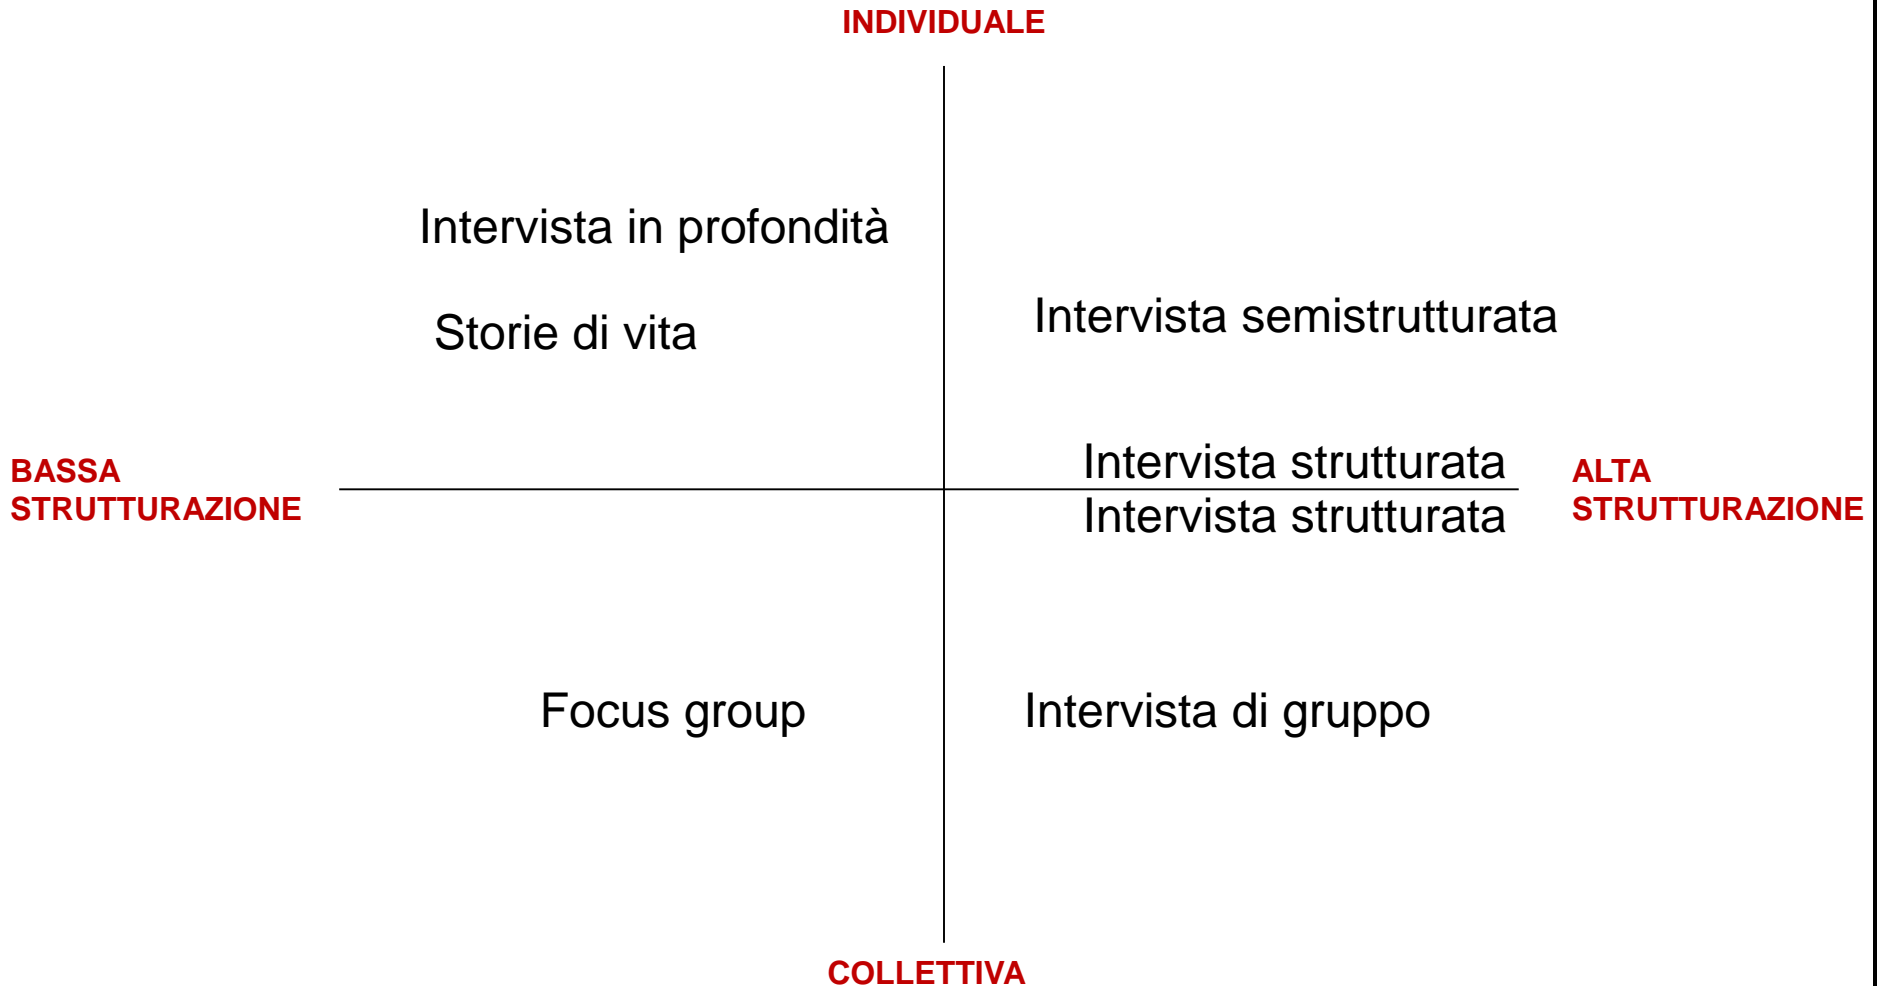 INDIVIDUALE
Intervista in profondità
Storie di vita
Intervista semistrutturata
BASSA
STRUTTURAZIONE
Intervista strutturata
Intervista strutturata
ALTA
STRUTTURAZIONE
Focus group
Intervista di gruppo
COLLETTIVA